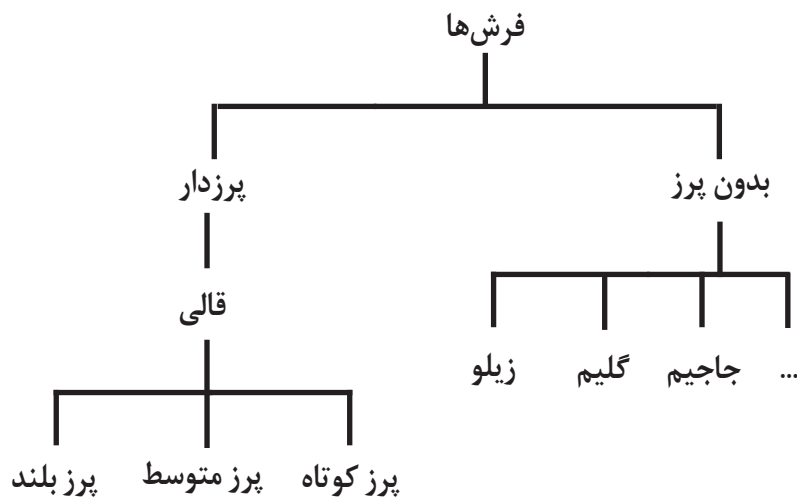 فرش‌ها
بدون پرز
پرزدار
... جاجیم گلیم زیلو
قالی
پرز کوتاه پرز متوسط پرز بلند